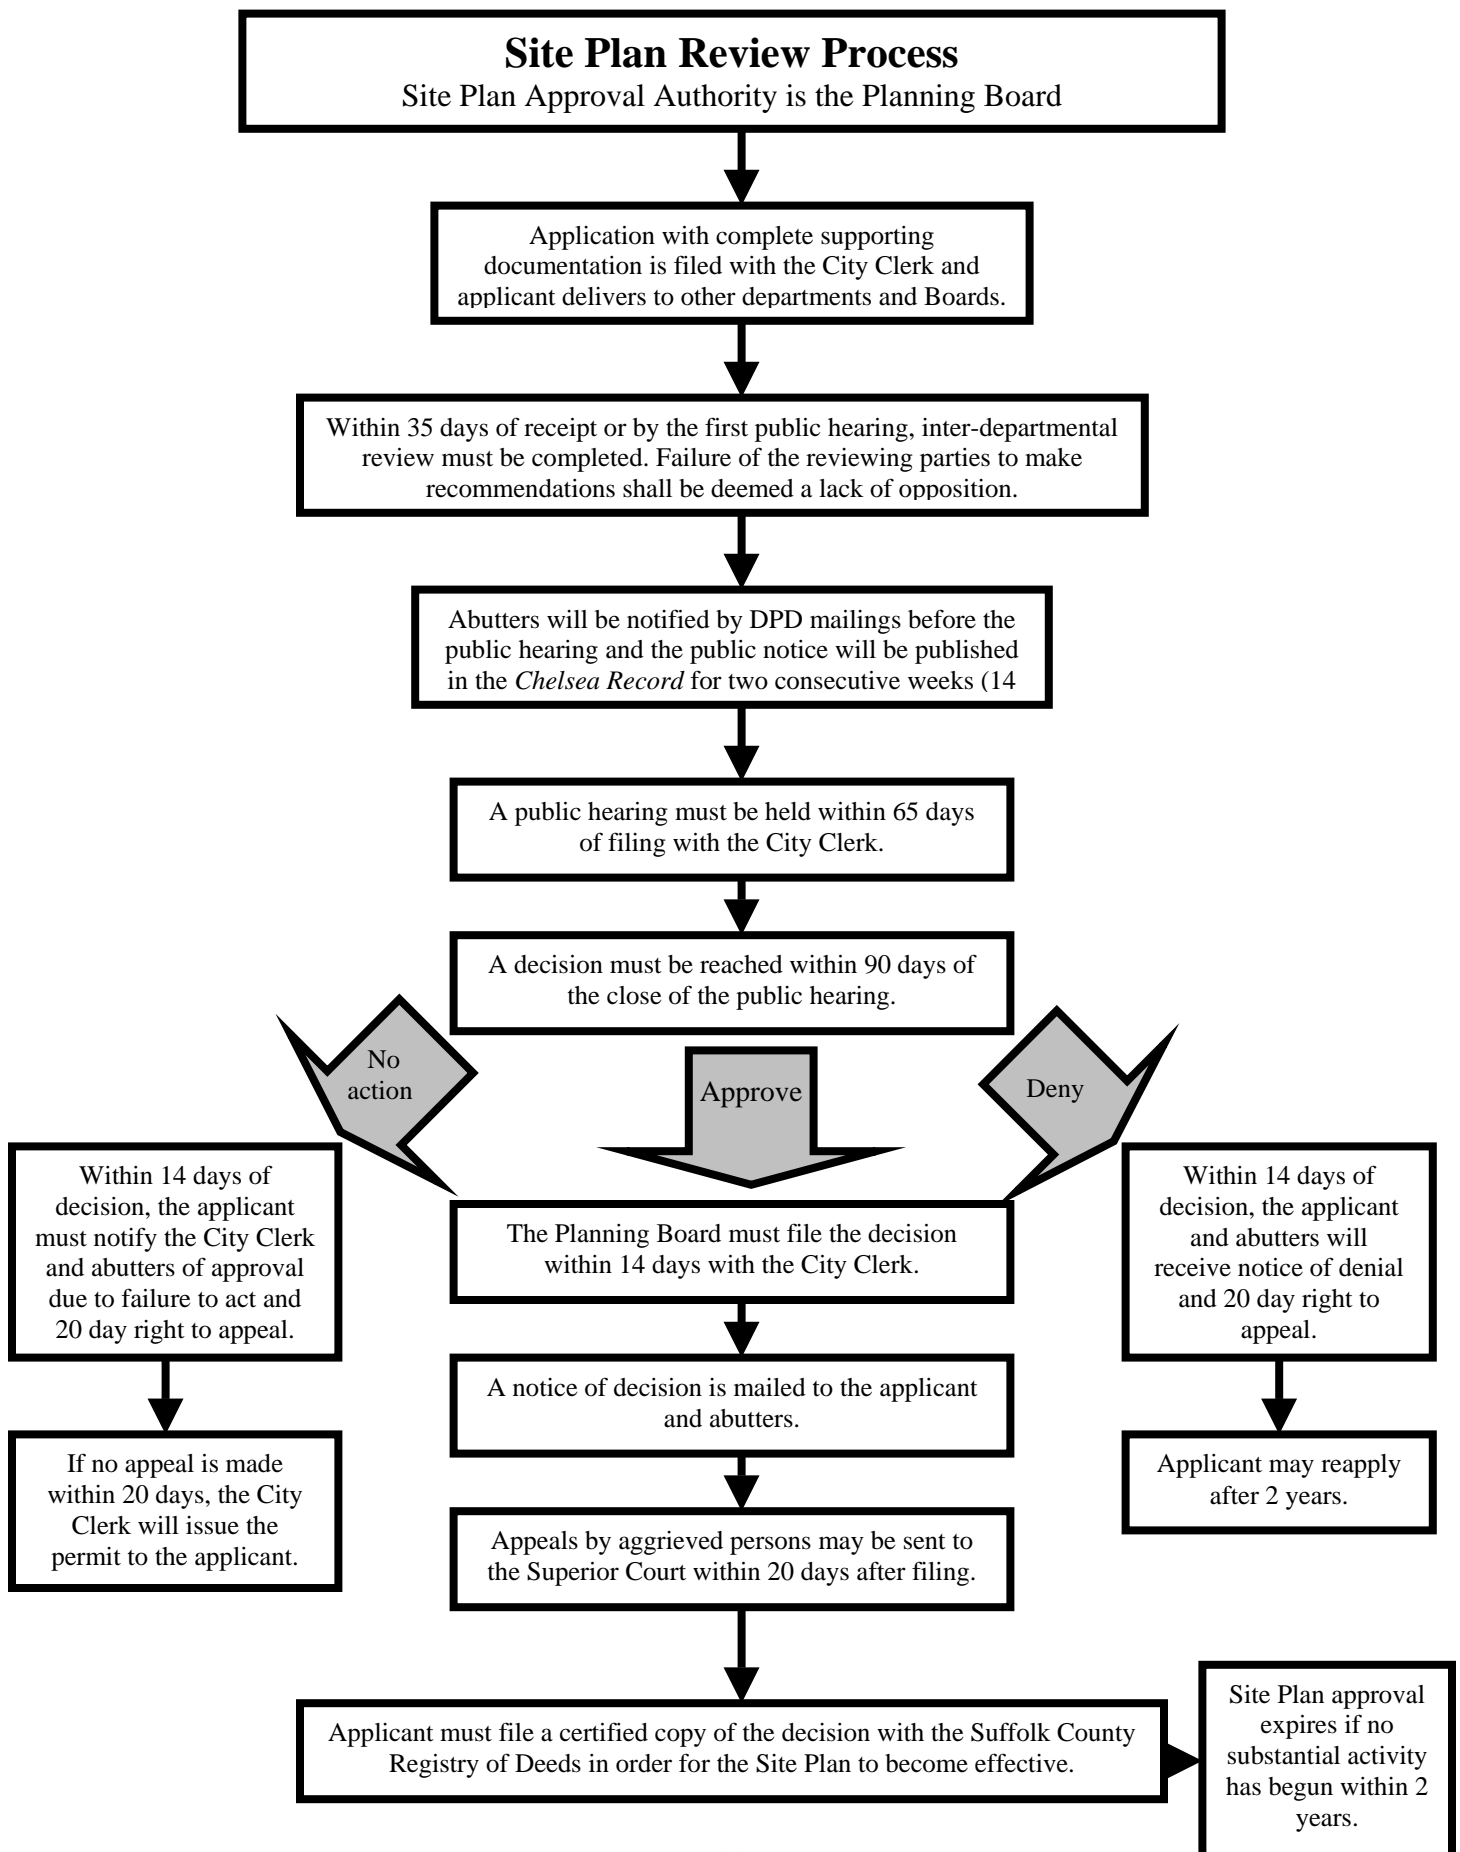 Site Plan Review Process
Site Plan Approval Authority is the Planning Board
Application with complete supporting
documentation is filed with the City Clerk and
applicant delivers to other departments and Boards.
Within 35 days of receipt or by the first public hearing, inter-departmental
review must be completed. Failure of the reviewing parties to make
recommendations shall be deemed a lack of opposition.
Abutters will be notified by DPD mailings before the
public hearing and the public notice will be published
in the Chelsea Record for two consecutive weeks (14
A public hearing must be held within 65 days
of filing with the City Clerk.
A decision must be reached within 90 days of
the close of the public hearing.
No
action
Approve
Deny
Within 14 days of
decision, the applicant
must notify the City Clerk
and abutters of approval
due to failure to act and
20 day right to appeal.
If no appeal is made
within 20 days, the City
Clerk will issue the
permit to the applicant.
The Planning Board must file the decision
within 14 days with the City Clerk.
A notice of decision is mailed to the applicant
and abutters.
Appeals by aggrieved persons may be sent to
the Superior Court within 20 days after filing.
Applicant must file a certified copy of the decision with the Suffolk County
Registry of Deeds in order for the Site Plan to become effective.
Within 14 days of
decision, the applicant
and abutters will
receive notice of denial
and 20 day right to
appeal.
Applicant may reapply
after 2 years.
Site Plan approval
expires if no
substantial activity
has begun within 2
years.